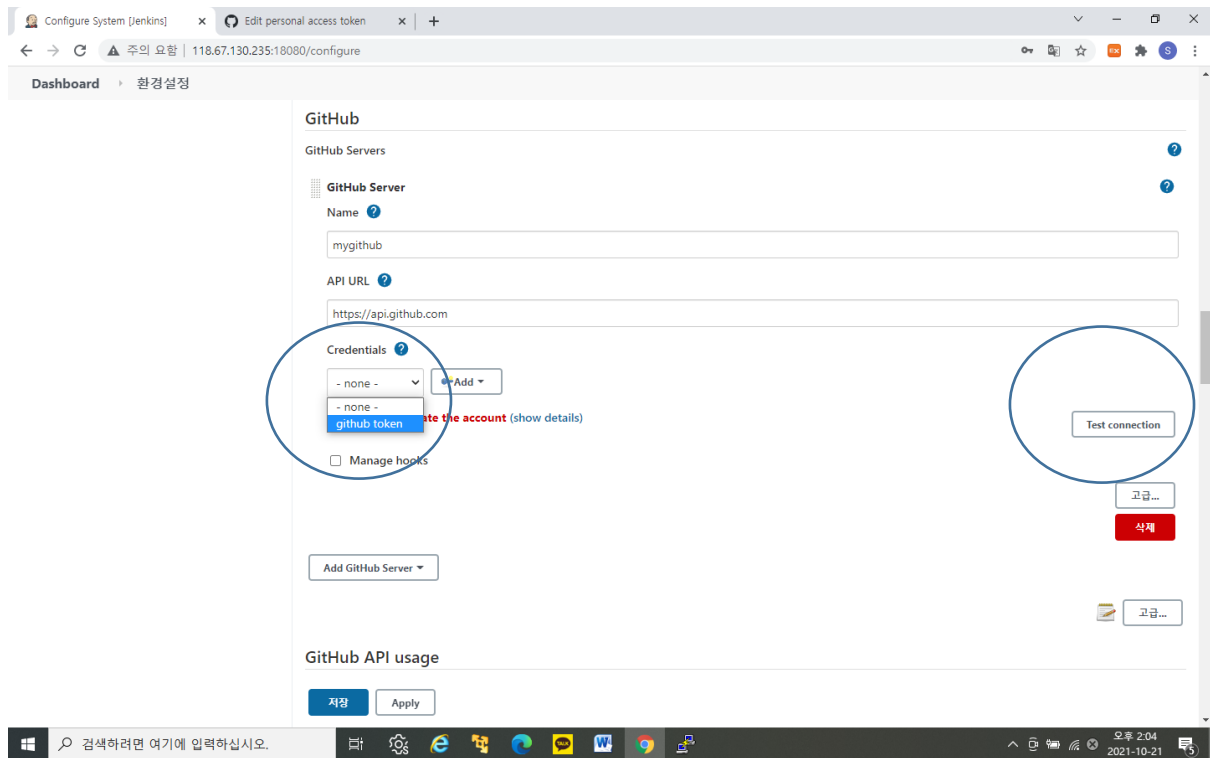 Configure System [Jenkins]
Edit personal access token
주의 요함 | 118.67.130.235:18080/configure
S
Dashboard
환경설정
GitHub
GitHub Servers
GitHub Server
Name
mygithub
API URL
https://api.github.com
Credentials
- none -
Add
- none -
github token
ate the account (show details)
Test connection
Manage hooks
고급...
삭제
Add GitHub Server
고급...
GitHub API usage
저장
Apply
검색하려면 여기에 입력하십시오.
TALK
W
오후 2:04
2021-10-21
5